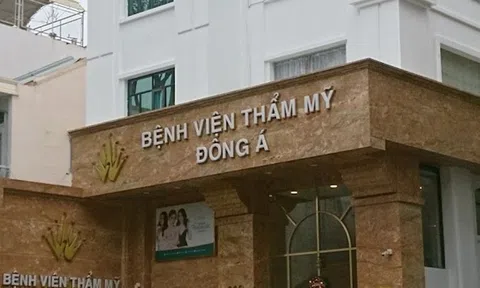 BỆNH VIỆN THẨM MỸ
ĐÔNG Á
BỆNH VIỆN THẨM MỸ